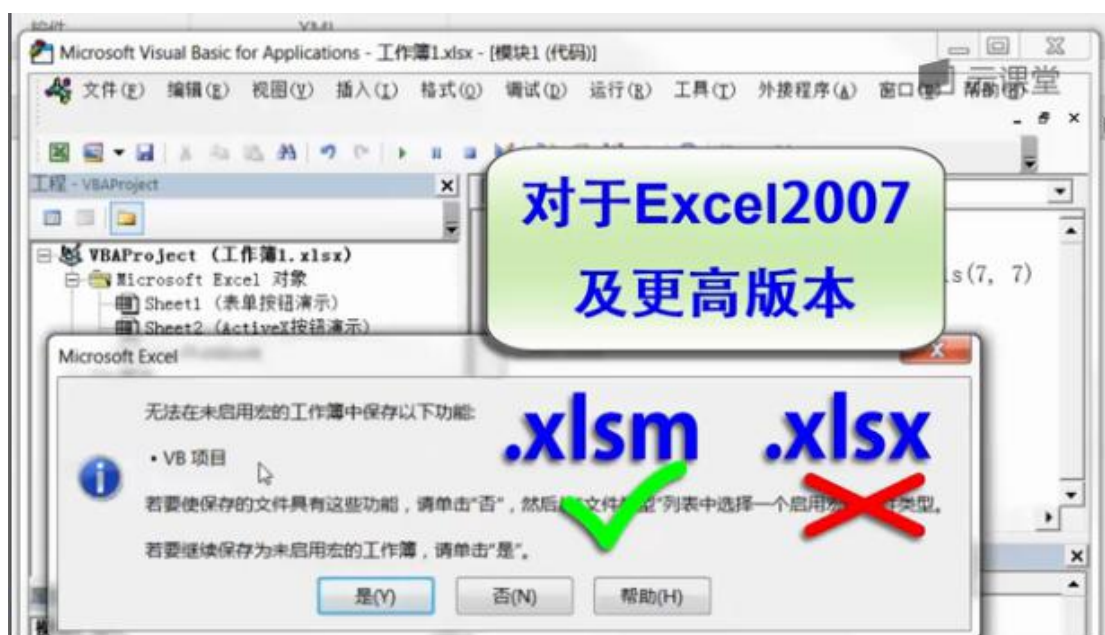 控件
XML
Microsoft Visual Basic for Applications - 工作簿1.xlsx - [模块1 (代码)]
云课堂
文件(F) 编辑(E) 视图(V) 插入(I) 格式(O) 调试(D) 运行(R) 工具(T) 外接程序(A) 窗口 帮助
工程 - VBAProject
对于Excel2007
及更高版本
VBAProject (工作簿1.xlsx)
Microsoft Excel 对象
s(7, 7)
Sheet1 (表单按钮演示)
Sheet2 (ActiveX按钮演示)
Microsoft Excel
无法在未启用宏的工作簿中保存以下功能:
.xlsm .xlsx
• VB 项目
若要使保存的文件具有这些功能，请单击"否"，然后 "文件 型"列表中选择一个启用 件类型。
若要继续保存为未启用宏的工作簿，请单击"是"。
是(Y) 否(N) 帮助(H)